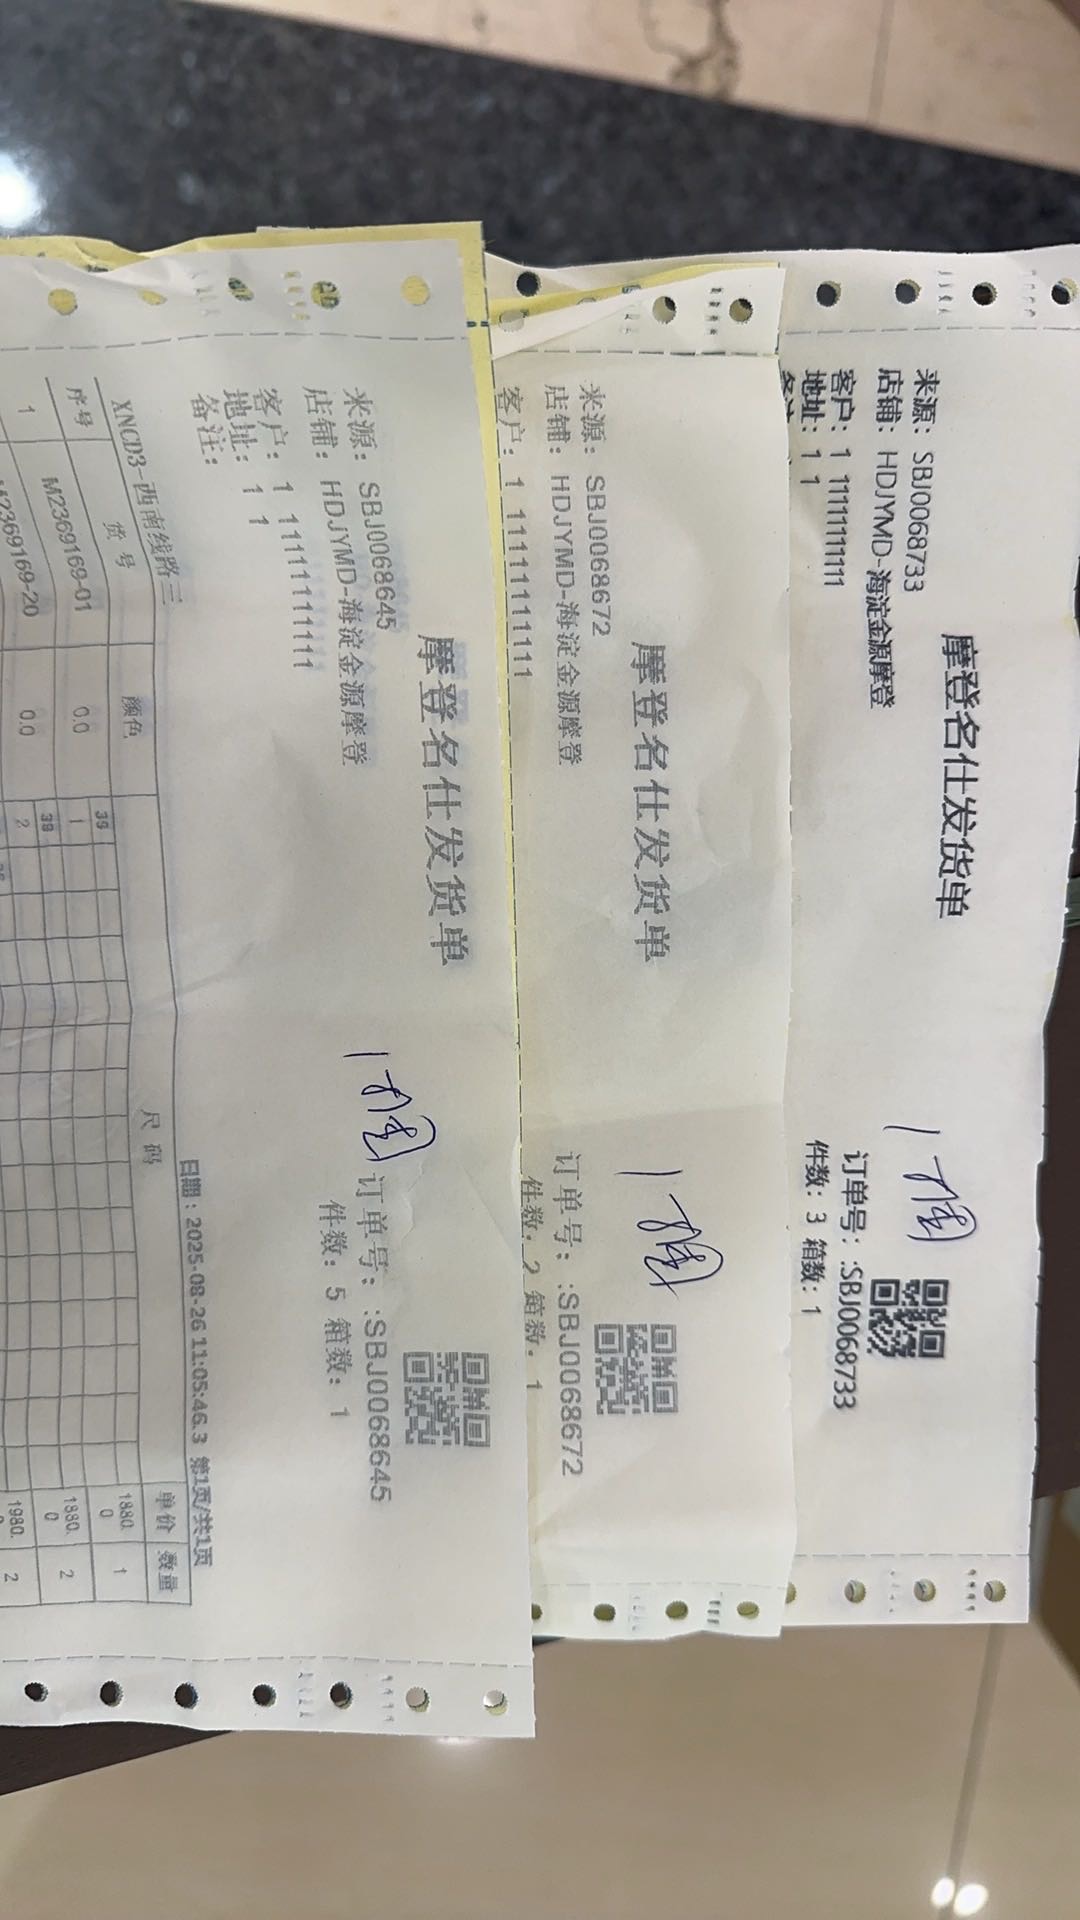 摩登名仕发货单
来源: SBJ0068733
订单号: :SBJ0068733
店铺: HDJYMD-海淀金源摩登
件数: 3 箱数: 1
客户: 1 11111111111
地址: 1 1
摩登名仕发货单
来源: SBJ0068672
订单号: :SBJ0068672
店铺: HDJYMD-海淀金源摩登
件数: 2 箱数: 1
客户: 1 11111111111
摩登名仕发货单
来源: SBJ0068645
订单号: :SBJ0068645
店铺: HDJYMD-海淀金源摩登
件数: 5 箱数: 1
客户: 1 11111111111
地址: 1 1
备注:
日期: 2025-08-26 11:05:46.3 第1页/共1页
XNCD3-西南线路三
序号 货号 颜色 尺码 单价 数量
39 1880.0 1
1 M2369169-01 0.0 1
39 1880.0 2
2369169-20 0.0 2
1980. 2